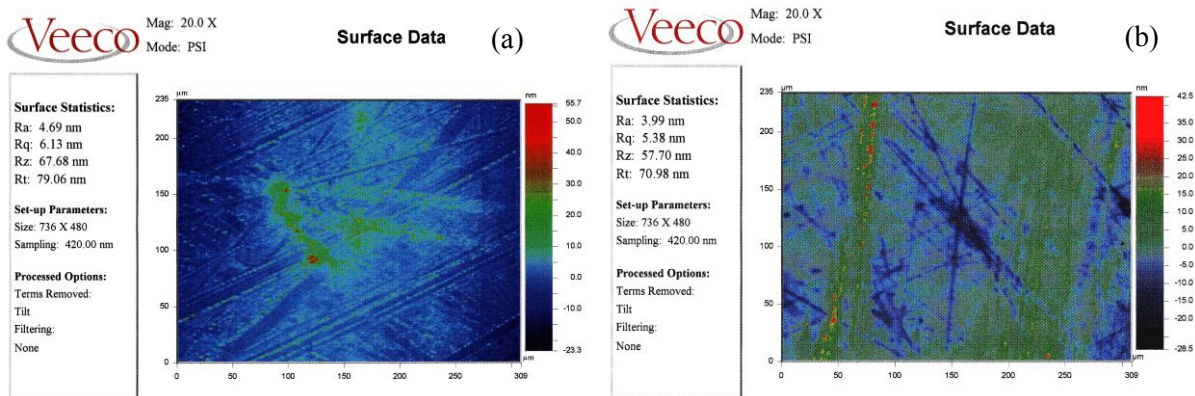 Veeco
Mag: 20.0 X
Mode: PSI
Surface Data
(a)
Surface Statistics:
Ra: 4.69 nm
Rq: 6.13 nm
Rz: 67.68 nm
Rt: 79.06 nm
Set-up Parameters:
Size: 736 X 480
Sampling: 420.00 nm
Processed Options:
Terms Removed:
Tilt
Filtering:
None
µm
235
200
150
100
50
0
0
50
100
150
200
250
309
µm
nm
55.7
50.0
40.0
30.0
20.0
10.0
0.0
-10.0
-23.3
Veeco
Mag: 20.0 X
Mode: PSI
Surface Data
(b)
Surface Statistics:
Ra: 3.99 nm
Rq: 5.38 nm
Rz: 57.70 nm
Rt: 70.98 nm
Set-up Parameters:
Size: 736 X 480
Sampling: 420.00 nm
Processed Options:
Terms Removed:
Tilt
Filtering:
None
µm
235
200
150
100
50
0
0
50
100
150
200
250
309
µm
nm
42.5
35.0
30.0
25.0
20.0
15.0
10.0
5.0
-0.0
-5.0
-10.0
-15.0
-20.0
-28.5